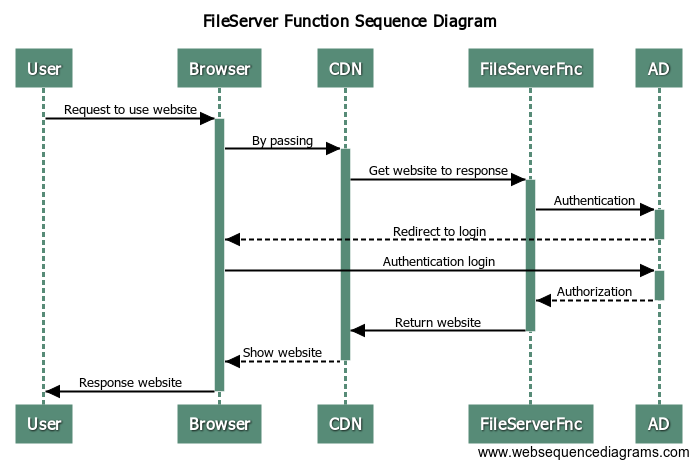 FileServer Function Sequence Diagram
User
Browser
CDN
FileServerFnc
AD
Request to use website
By passing
Get website to response
Authentication
Redirect to login
Authentication login
Authorization
Return website
Show website
Response website
User
Browser
CDN
FileServerFnc
AD
www.websequencediagrams.com